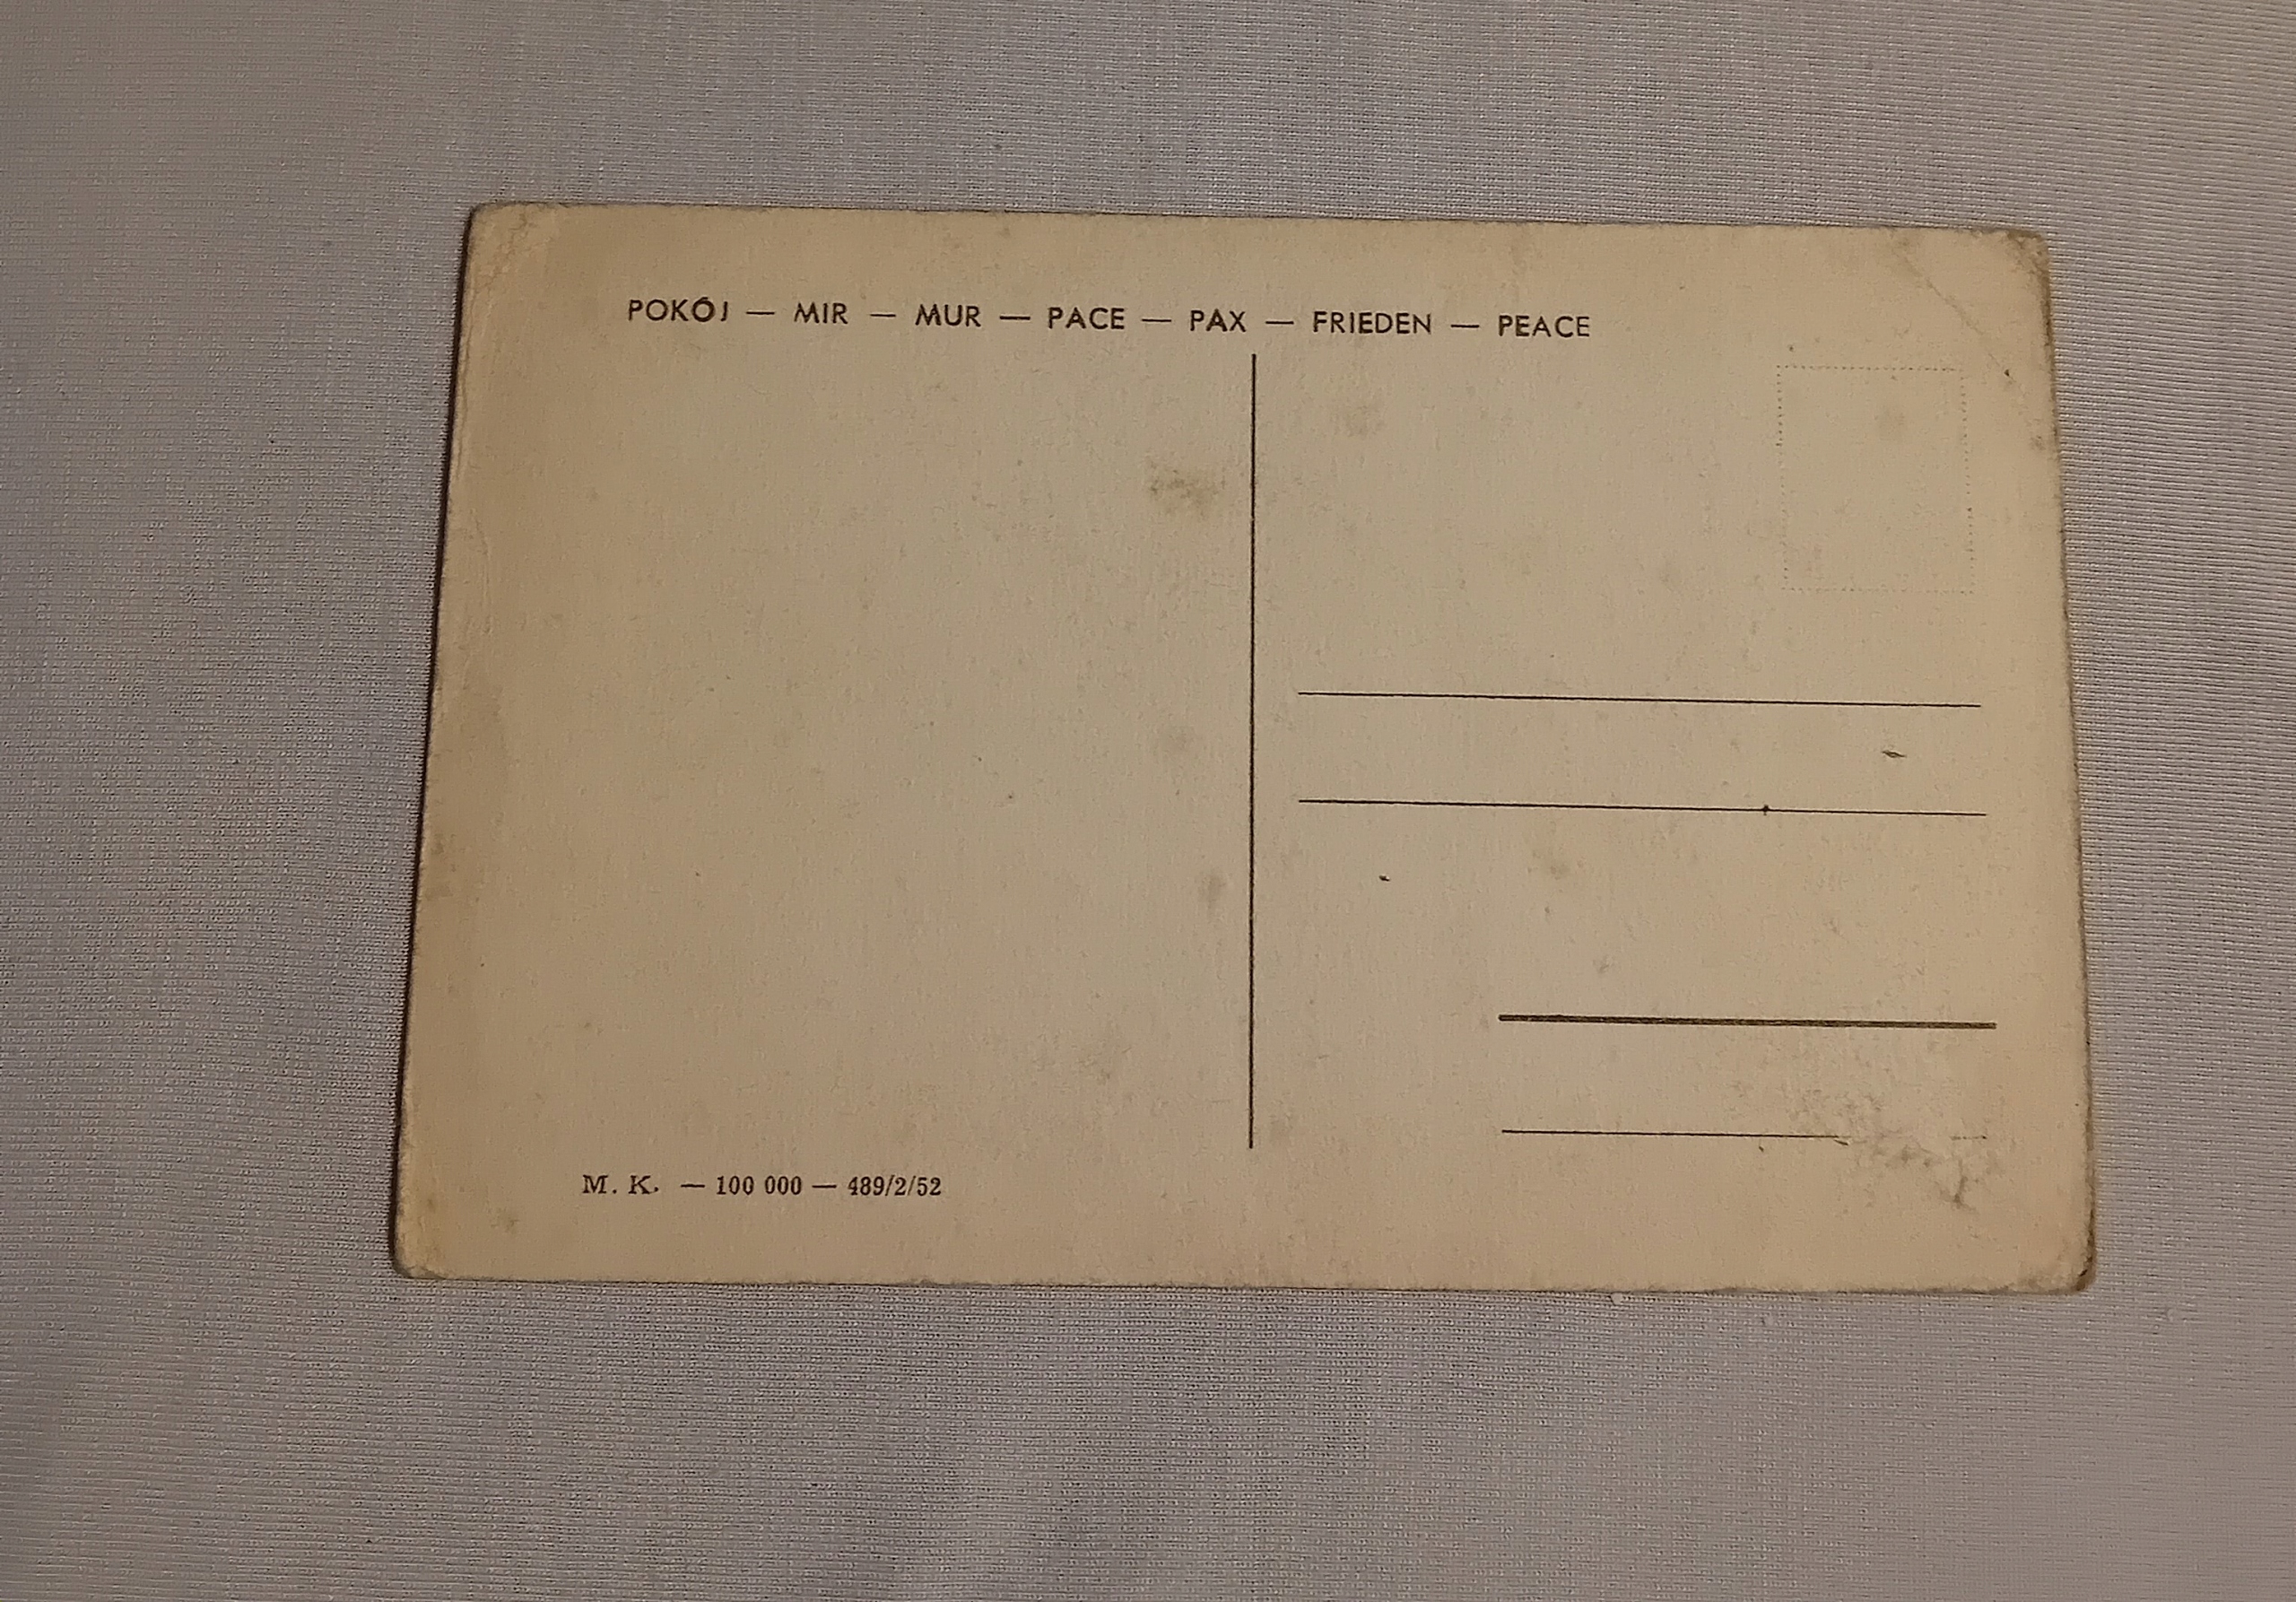 POKÓJ — MIR — MUR — PACE — PAX — FRIEDEN — PEACE
M. K. — 100 000 — 489/2/52